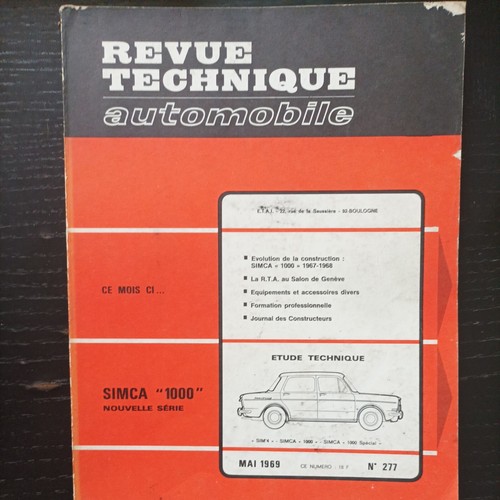 REVUE
TECHNIQUE
automobile
E.T.A.I. - 22, rue de la Saussière - 92 BOULOGNE
■ Evolution de la construction :
SIMCA « 1000 » 1967-1968
■ La R.T.A. au Salon de Genève
■ Equipements et accessoires divers
■ Formation professionnelle
■ Journal des Constructeurs
CE MOIS CI...
ETUDE TECHNIQUE
SIMCA "1000"
NOUVELLE SÉRIE
« SIM'4 » - SIMCA « 1000 » - SIMCA « 1000 Spécial »
MAI 1969 CE NUMERO : F N° 277